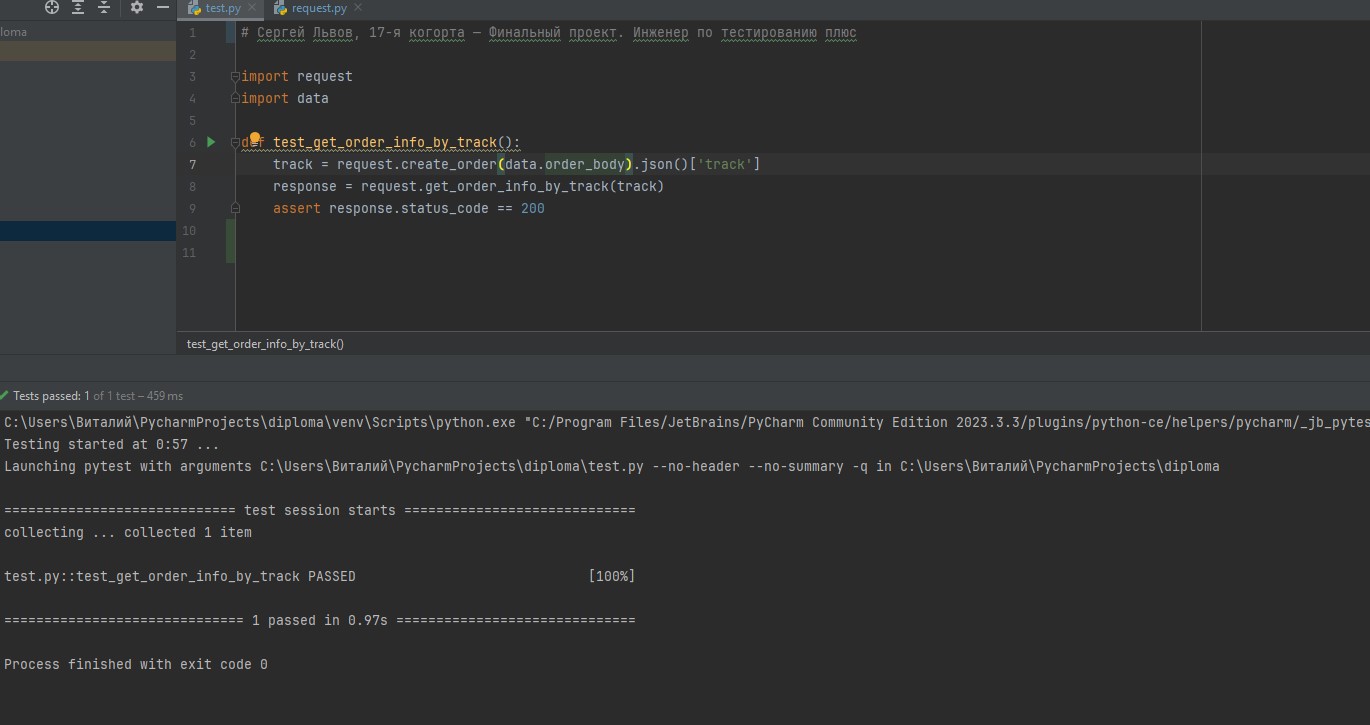 test.py
request.py
loma
1 # Сергей Львов, 17-я когорта — Финальный проект. Инженер по тестированию плюс
2
3 import request
4 import data
5
6 def test_get_order_info_by_track():
7 track = request.create_order(data.order_body).json()['track']
8 response = request.get_order_info_by_track(track)
9 assert response.status_code == 200
10
11
test_get_order_info_by_track()
Tests passed: 1 of 1 test – 459 ms
C:\Users\Виталий\PycharmProjects\diploma\venv\Scripts\python.exe "C:/Program Files/JetBrains/PyCharm Community Edition 2023.3.3/plugins/python-ce/helpers/pycharm/_jb_pytes
Testing started at 0:57 ...
Launching pytest with arguments C:\Users\Виталий\PycharmProjects\diploma\test.py --no-header --no-summary -q in C:\Users\Виталий\PycharmProjects\diploma
============================= test session starts =============================
collecting ... collected 1 item
test.py::test_get_order_info_by_track PASSED [100%]
============================== 1 passed in 0.97s ==============================
Process finished with exit code 0